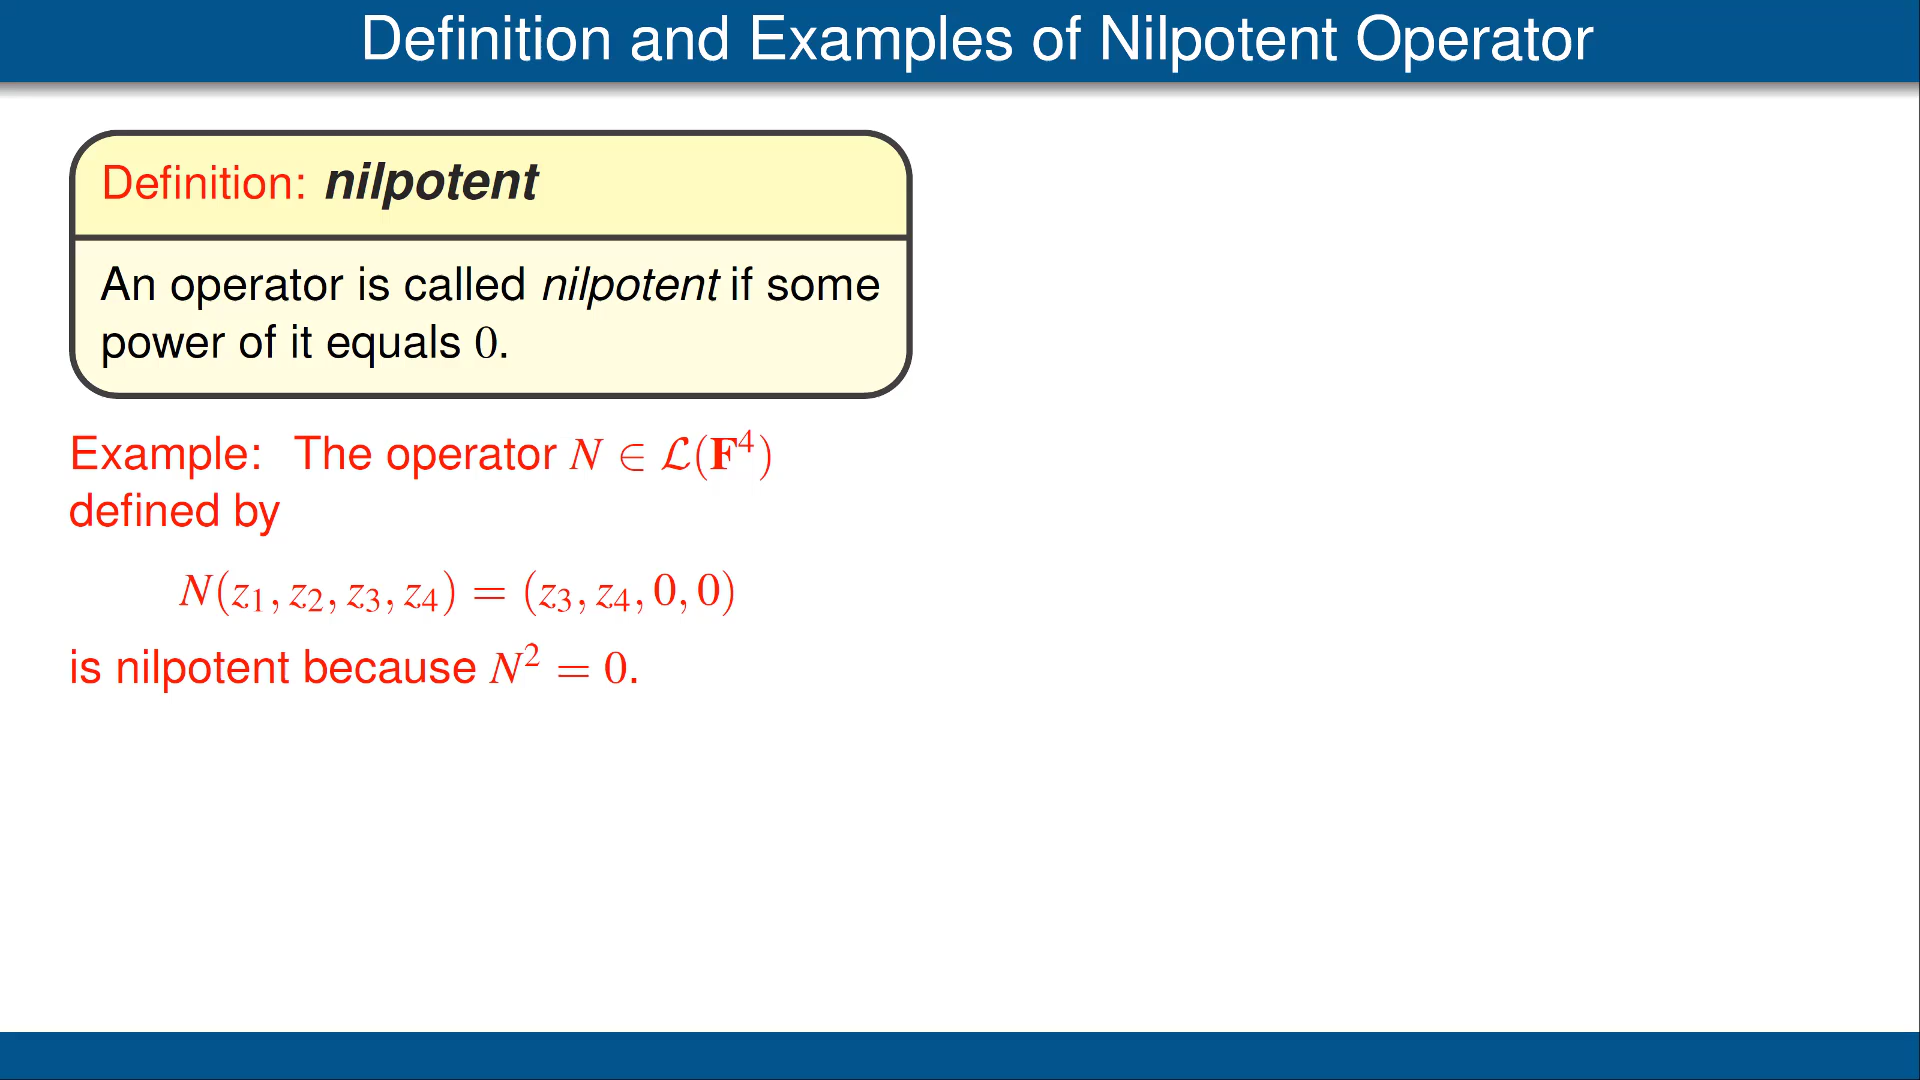 Definition and Examples of Nilpotent Operator
Definition: nilpotent
An operator is called nilpotent if some
power of it equals 0.
Example: The operator N ∈ ℒ(F⁴)
defined by
N(z₁, z₂, z₃, z₄) = (z₃, z₄, 0, 0)
is nilpotent because N² = 0.